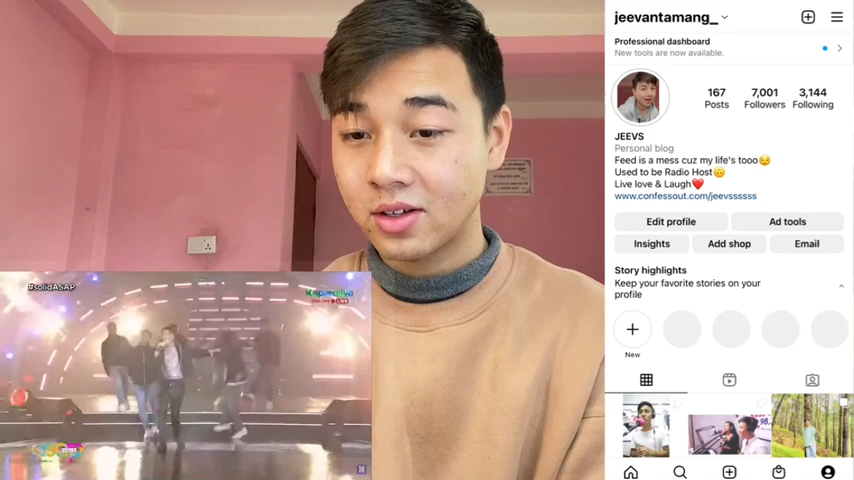 #solidASAP
LIVE
jeevantamang_
Professional dashboard
New tools are now available.
167 7,001 3,144
Posts Followers Following
JEEVS
Personal blog
Feed is a mess cuz my life's tooo😏
Used to be Radio Host🙃
Live love & Laugh❤️
www.confessout.com/jeevssssss
Edit profile Ad tools
Insights Add shop Email
Story highlights
Keep your favorite stories on your
profile
New